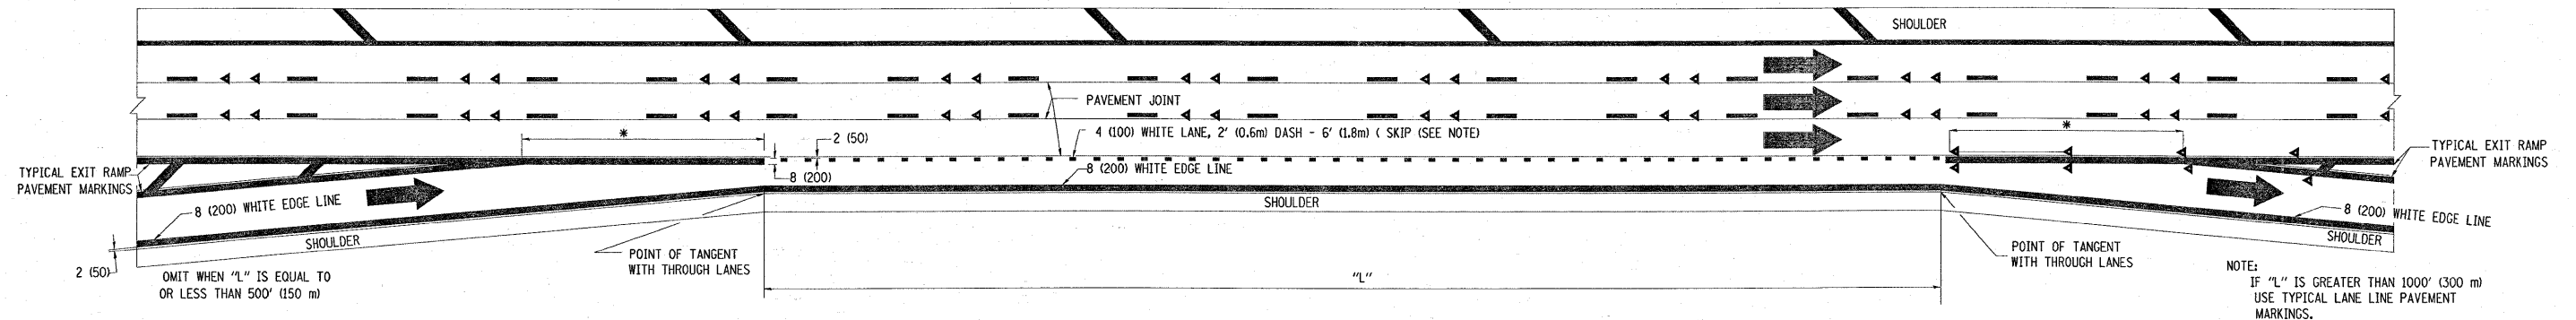 SHOULDER
PAVEMENT JOINT
*
2 (50)
4 (100) WHITE LANE, 2' (0.6m) DASH - 6' (1.8m) ( SKIP (SEE NOTE)
*
TYPICAL EXIT RAMP
PAVEMENT MARKINGS
8 (200)
8 (200) WHITE EDGE LINE
TYPICAL EXIT RAMP
PAVEMENT MARKINGS
8 (200) WHITE EDGE LINE
SHOULDER
8 (200) WHITE EDGE LINE
SHOULDER
SHOULDER
2 (50)
OMIT WHEN "L" IS EQUAL TO
OR LESS THAN 500' (150 m)
POINT OF TANGENT
WITH THROUGH LANES
"L"
POINT OF TANGENT
WITH THROUGH LANES
NOTE:
IF "L" IS GREATER THAN 1000' (300 m)
USE TYPICAL LANE LINE PAVEMENT
MARKINGS.